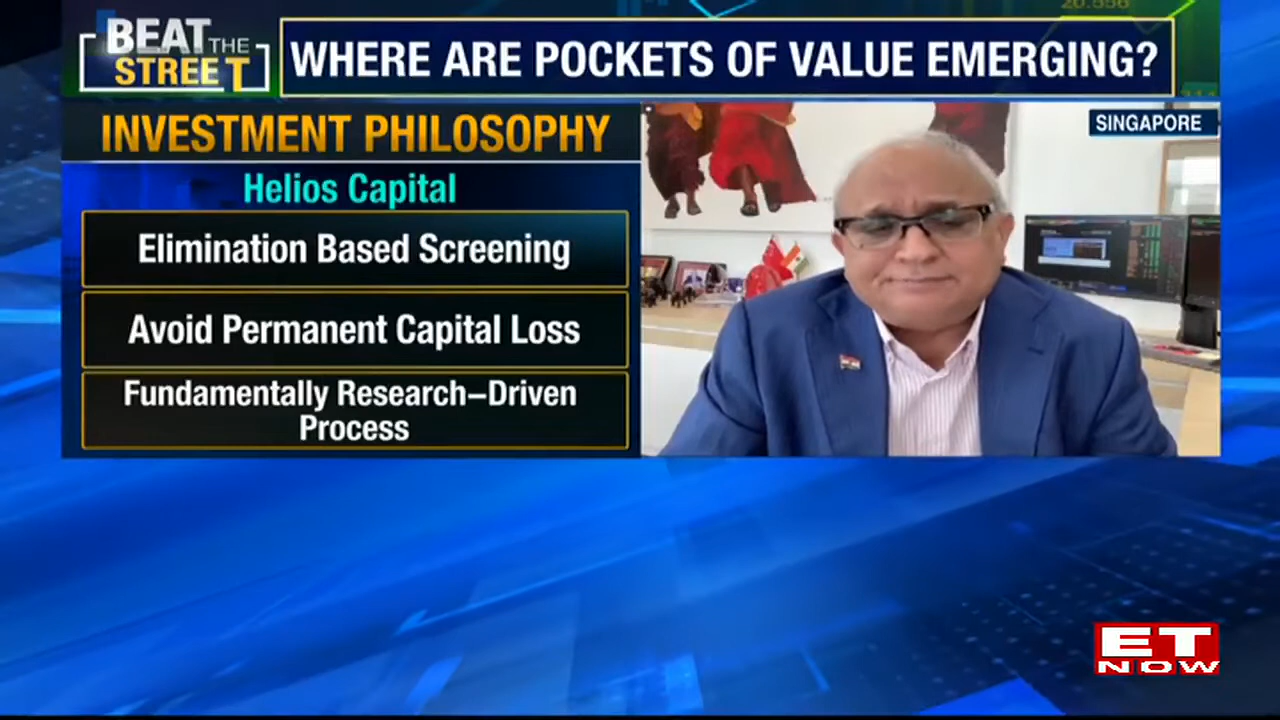 BEAT THE
STREET
WHERE ARE POCKETS OF VALUE EMERGING?
INVESTMENT PHILOSOPHY
Helios Capital
Elimination Based Screening
Avoid Permanent Capital Loss
Fundamentally Research–Driven
Process
SINGAPORE
ET
NOW